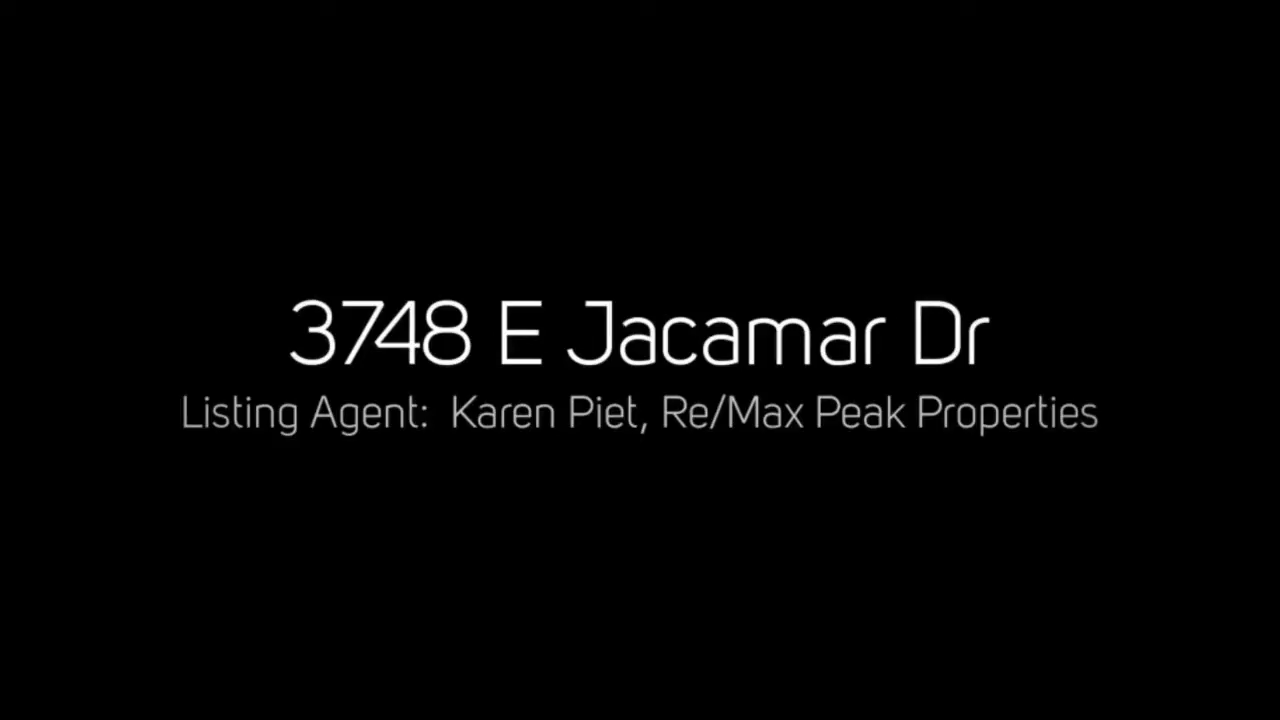 3748 E Jacamar Dr
Listing Agent:  Karen Piet, Re/Max Peak Properties